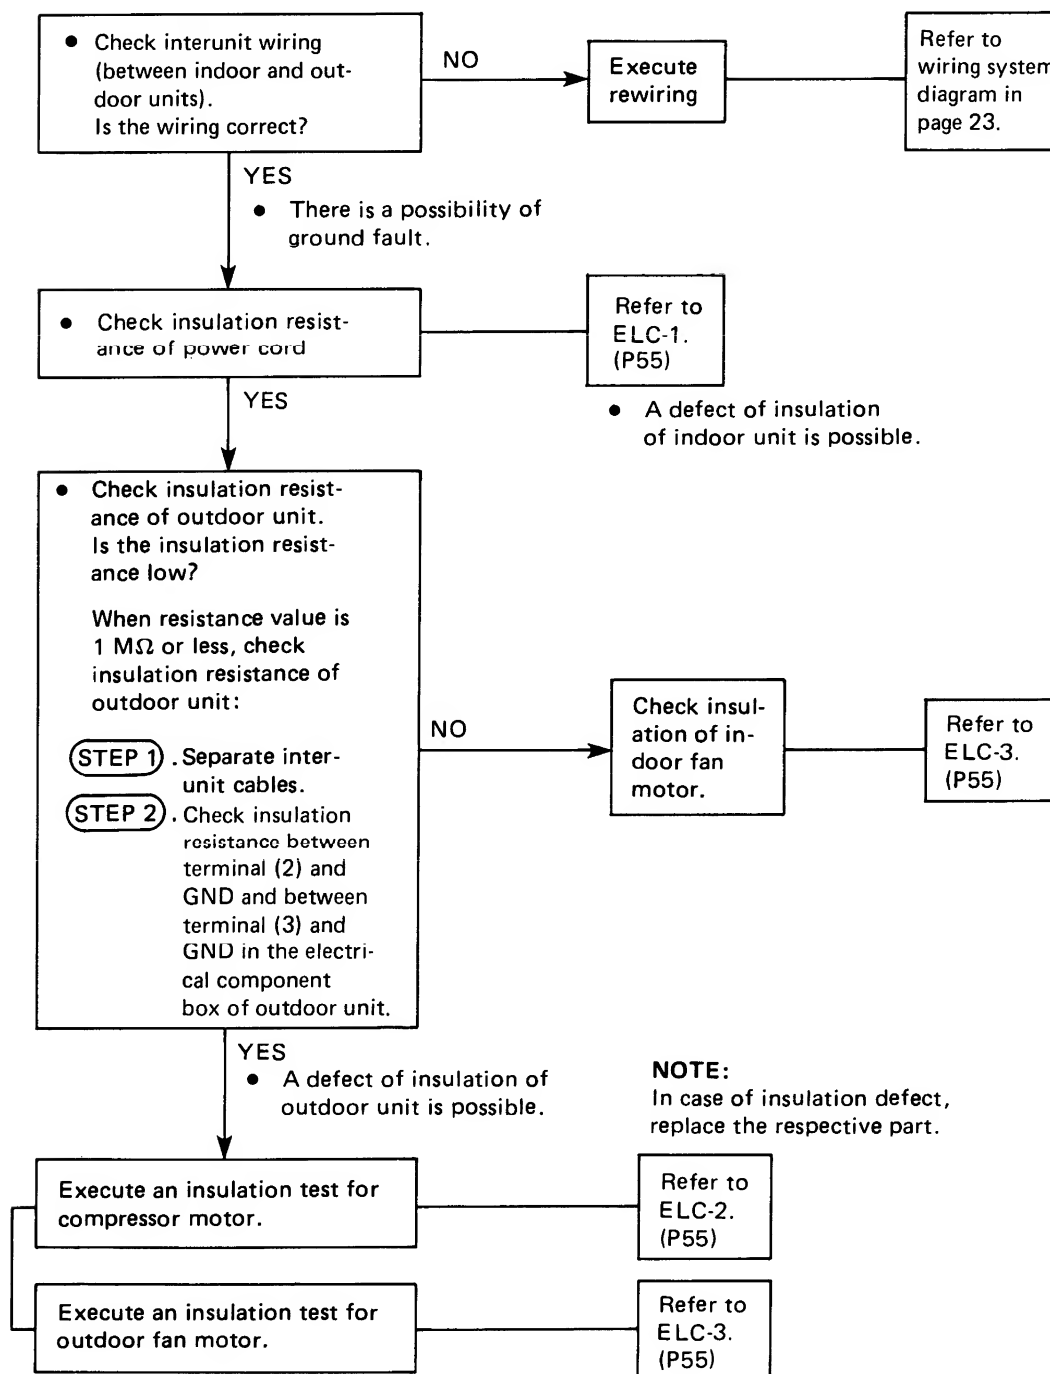 ● Check interunit wiring
(between indoor and out-
door units).
Is the wiring correct?
NO
Execute
rewiring
Refer to
wiring system
diagram in
page 23.
YES
● There is a possibility of
ground fault.
● Check insulation resist-
ance of power cord
Refer to
ELC-1.
(P55)
YES
● A defect of insulation
of indoor unit is possible.
● Check insulation resist-
ance of outdoor unit.
Is the insulation resist-
ance low?
When resistance value is
1 MΩ or less, check
insulation resistance of
outdoor unit:
STEP 1. Separate inter-
unit cables.
STEP 2. Check insulation
resistance between
terminal (2) and
GND and between
terminal (3) and
GND in the electri-
cal component
box of outdoor unit.
NO
Check insul-
ation of in-
door fan
motor.
Refer to
ELC-3.
(P55)
YES
● A defect of insulation of
outdoor unit is possible.
NOTE:
In case of insulation defect,
replace the respective part.
Execute an insulation test for
compressor motor.
Refer to
ELC-2.
(P55)
Execute an insulation test for
outdoor fan motor.
Refer to
ELC-3.
(P55)